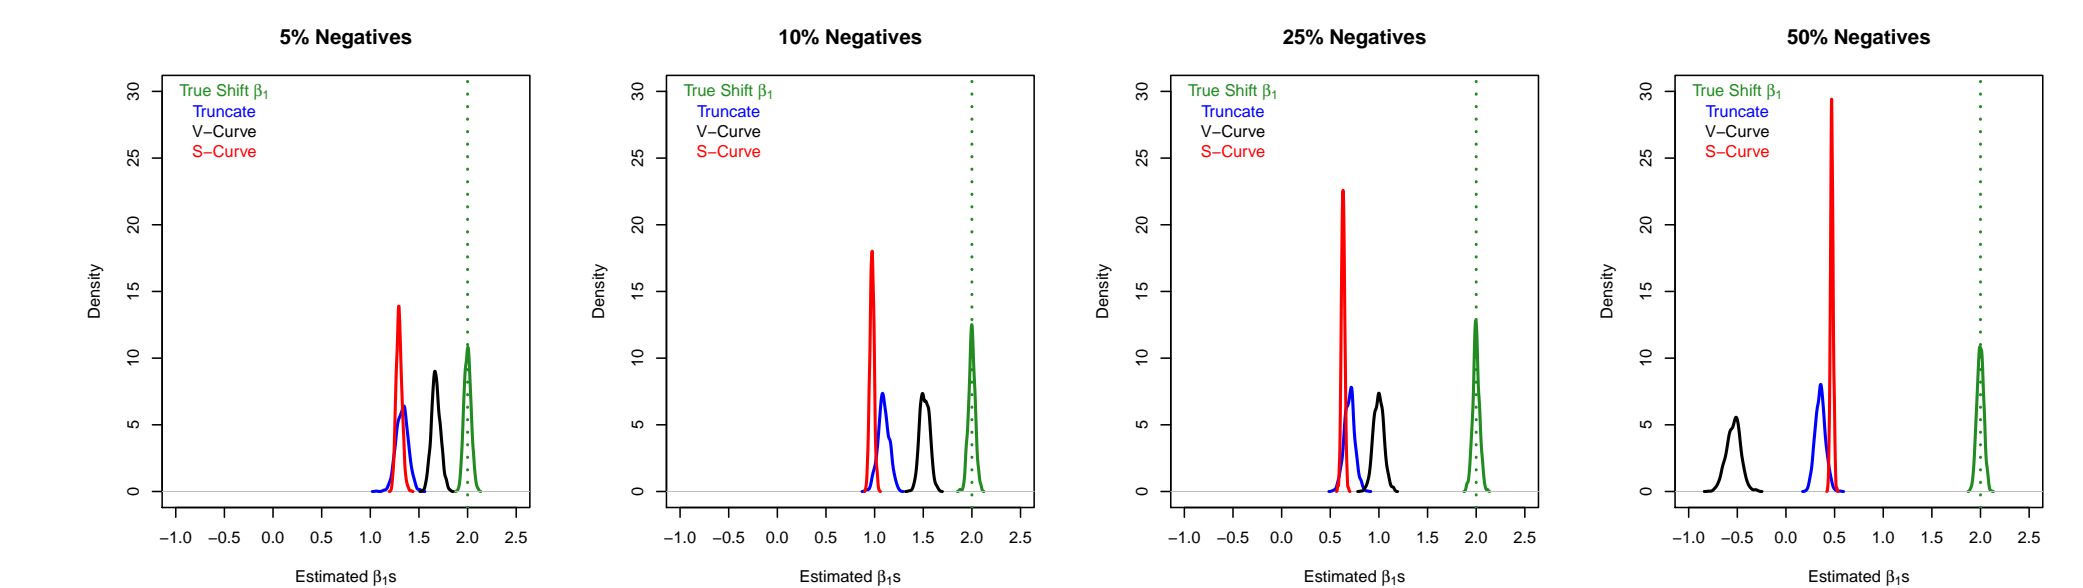 5% Negatives
True Shift β1
Truncate
V−Curve
S−Curve
Density
30
25
20
15
10
5
0
−1.0 −0.5 0.0 0.5 1.0 1.5 2.0 2.5
Estimated β1s
10% Negatives
True Shift β1
Truncate
V−Curve
S−Curve
Density
30
25
20
15
10
5
0
−1.0 −0.5 0.0 0.5 1.0 1.5 2.0 2.5
Estimated β1s
25% Negatives
True Shift β1
Truncate
V−Curve
S−Curve
Density
30
25
20
15
10
5
0
−1.0 −0.5 0.0 0.5 1.0 1.5 2.0 2.5
Estimated β1s
50% Negatives
True Shift β1
Truncate
V−Curve
S−Curve
Density
30
25
20
15
10
5
0
−1.0 −0.5 0.0 0.5 1.0 1.5 2.0 2.5
Estimated β1s